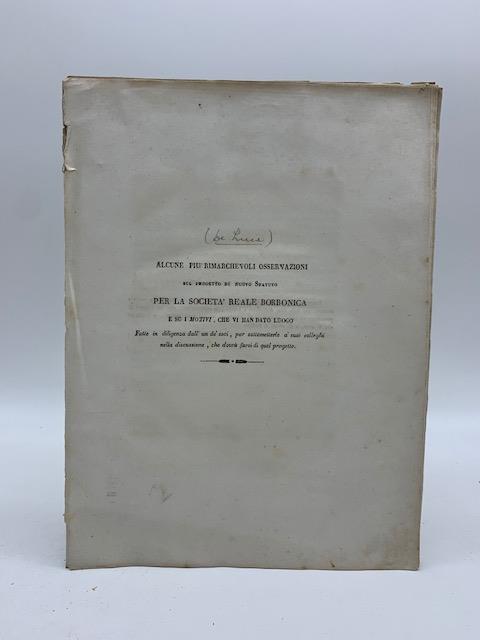 (De Luca)
ALCUNE PIU' RIMARCHEVOLI OSSERVAZIONI
SUL PROGETTO DI NUOVO STATUTO
PER LA SOCIETA' REALE BORBONICA
E SU I MOTIVI, CHE VI HAN DATO LUOGO
Fatte in diligenza dall' un de' soci, per sottometterle a' suoi colleghi
nella discussione, che dovrà farsi di quel progetto.